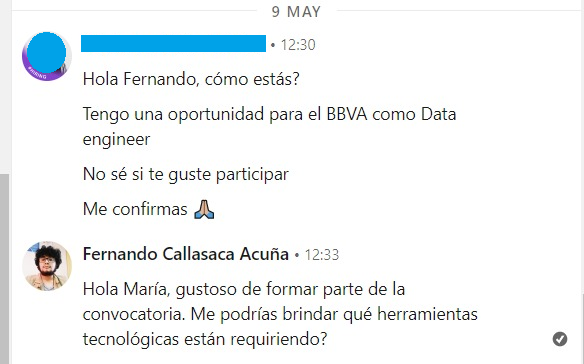 9 MAY
• 12:30
Hola Fernando, cómo estás?
Tengo una oportunidad para el BBVA como Data
engineer
No sé si te guste participar
Me confirmas 🙏🏽
Fernando Callasaca Acuña • 12:33
Hola María, gustoso de formar parte de la
convocatoria. Me podrías brindar qué herramientas
tecnológicas están requiriendo?